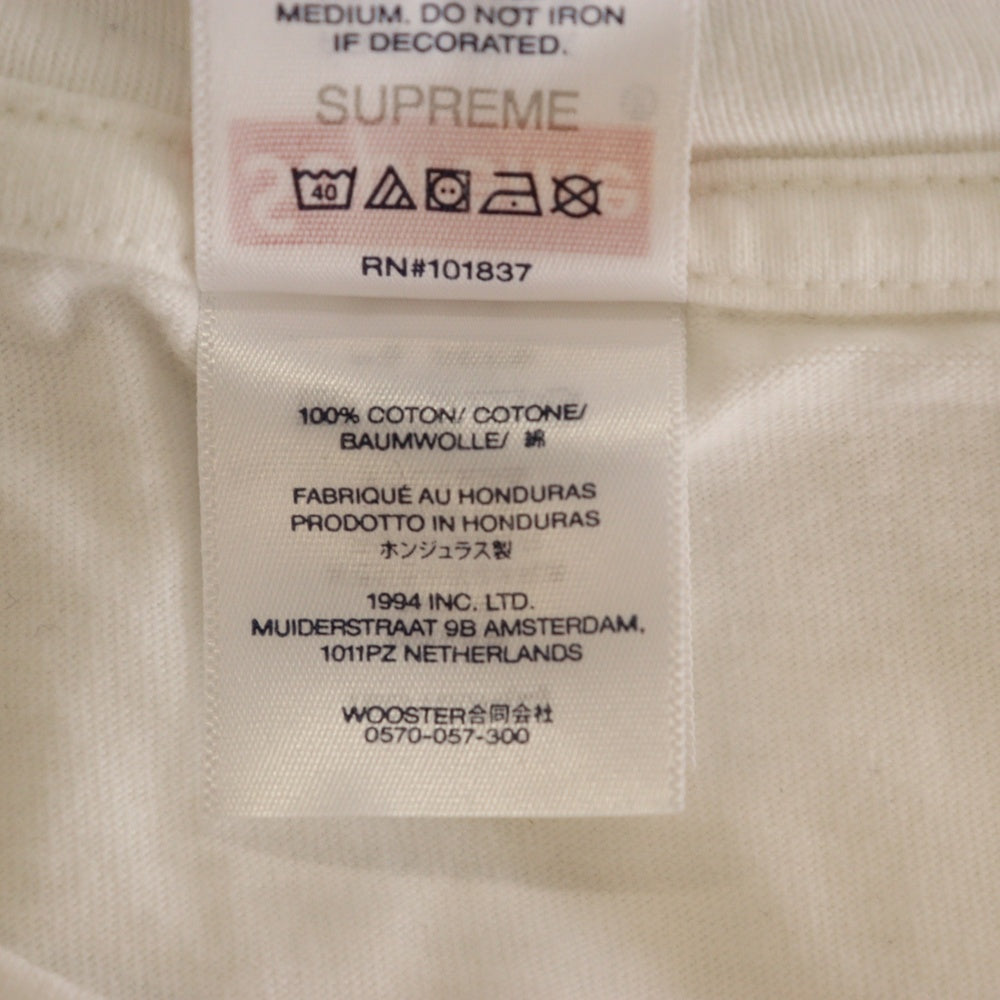 MEDIUM. DO NOT IRON
IF DECORATED.
SUPREME
40
RN#101837
100% COTON/ COTONE/
BAUMWOLLE/ 綿
FABRIQUÉ AU HONDURAS
PRODOTTO IN HONDURAS
ホンジュラス製
1994 INC. LTD.
MUIDERSTRAAT 9B AMSTERDAM,
1011PZ NETHERLANDS
WOOSTER合同会社
0570-057-300